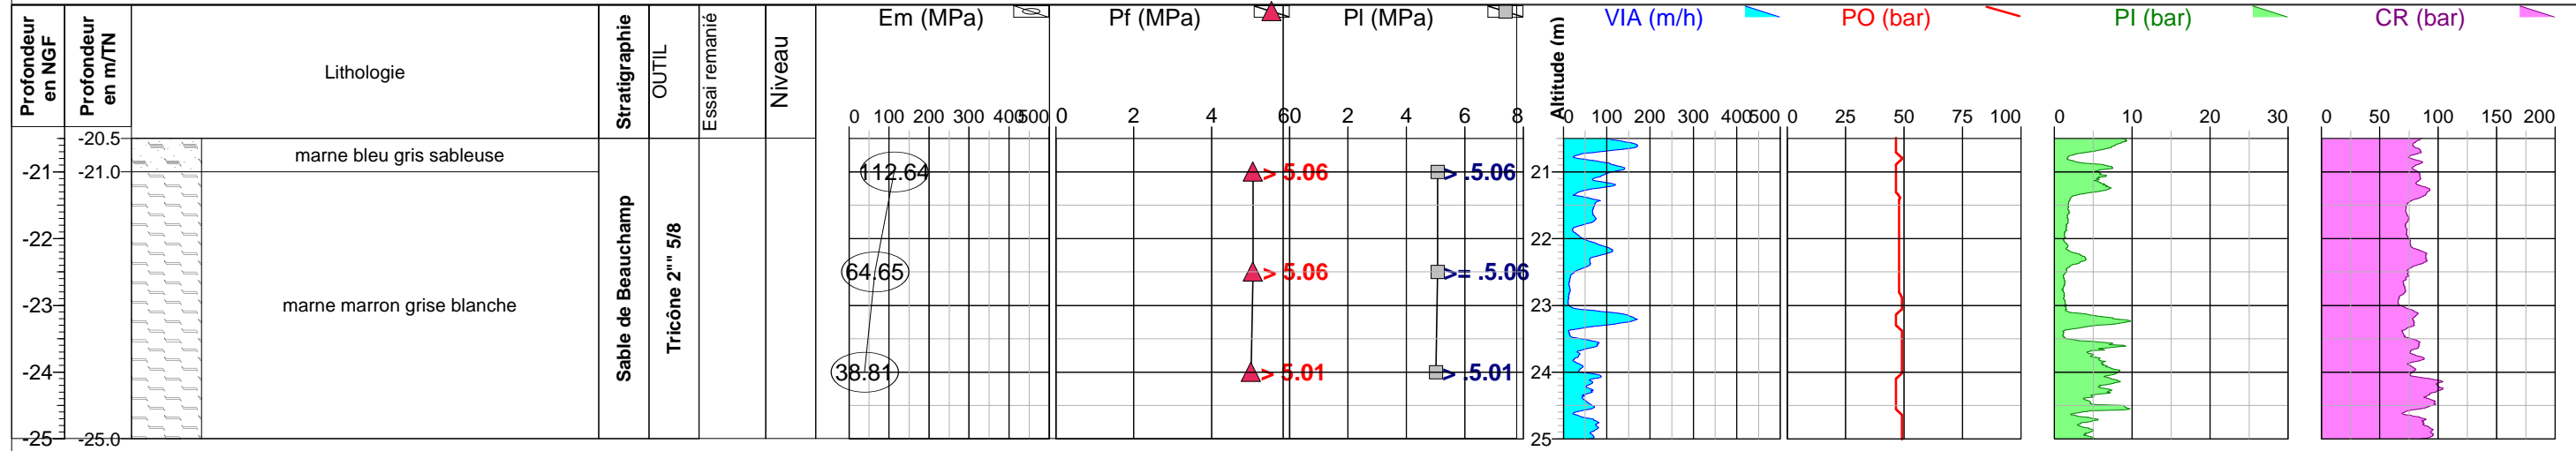 Profondeur en NGF
Profondeur en m/TN
Lithologie
Stratigraphie
OUTIL
Essai remanié
Niveau
Em (MPa)
Pf (MPa)
Pl (MPa)
Altitude (m)
VIA (m/h)
PO (bar)
PI (bar)
CR (bar)
0 100 200 300 400 500
0 2 4 6
0 2 4 6 8
0 100 200 300 400 500
0 25 50 75 100
0 10 20 30
0 50 100 150 200
-20.5
marne bleu gris sableuse
-21
-21.0
112.64
> 5.06
> .5.06
21
-22
22
64.65
> 5.06
>= .5.06
Sable de Beauchamp
Tricône 2"" 5/8
-23
marne marron grise blanche
23
-24
38.81
> 5.01
> .5.01
24
-25
-25.0
25